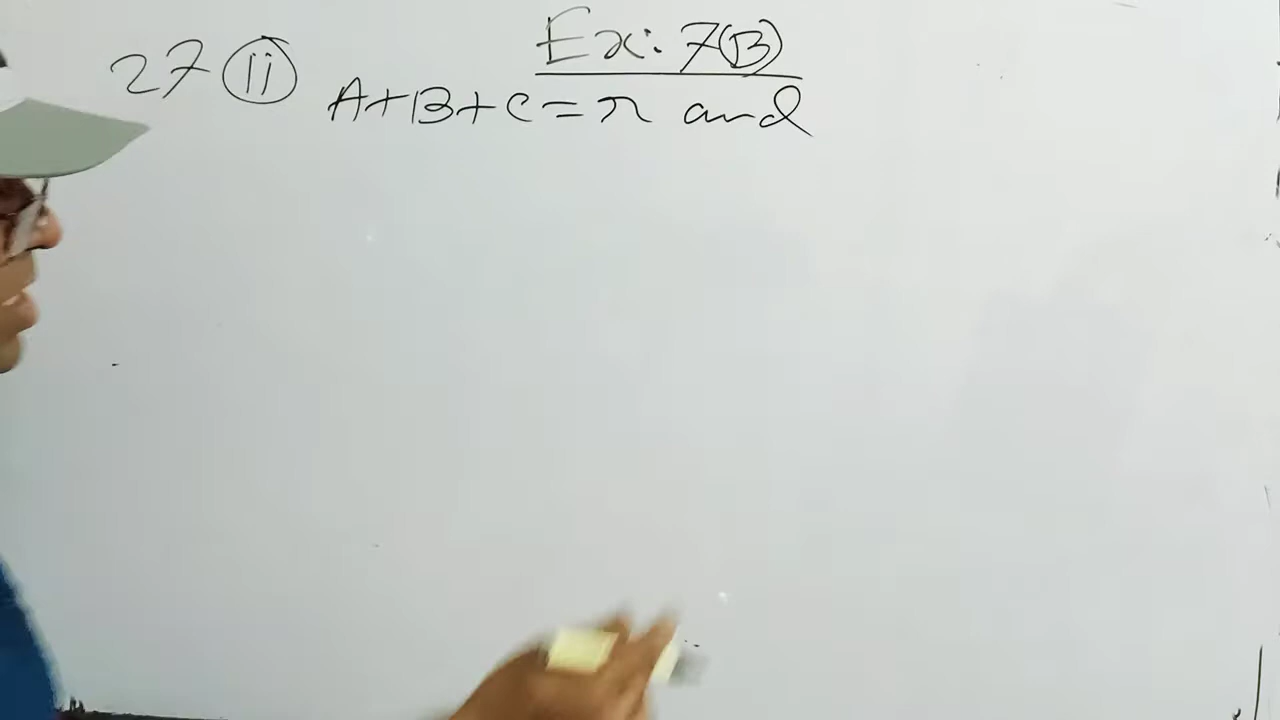 Ex: 7(B)
27 (ii) A+B+C=π and